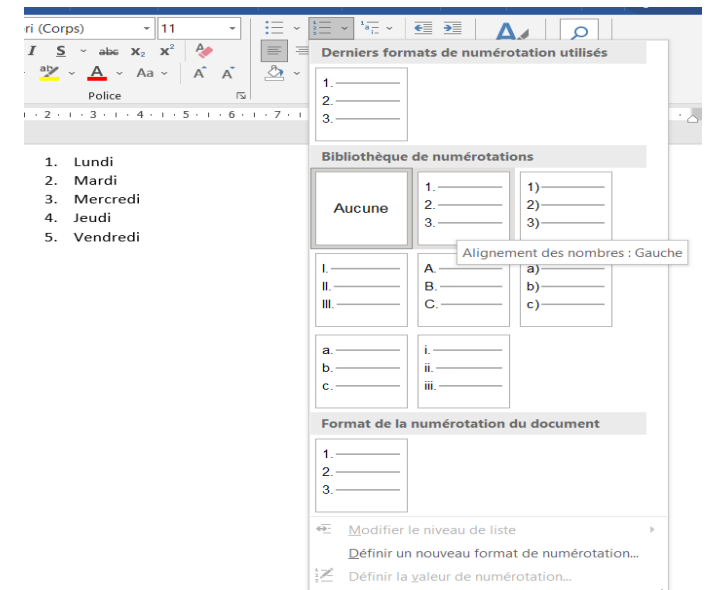 ri (Corps) 11
I S abc X₂ X² A
aby A Aa A A
Police
1 · 2 · 1 · 3 · 1 · 4 · 1 · 5 · 1 · 6 · 1 · 7 · 1
1. Lundi
2. Mardi
3. Mercredi
4. Jeudi
5. Vendredi
Derniers formats de numérotation utilisés
1.
2.
3.
Bibliothèque de numérotations
Aucune
1.
2.
3.
1)
2)
3)
Alignement des nombres : Gauche
I.
II.
III.
A.
B.
C.
a)
b)
c)
a.
b.
c.
i.
ii.
iii.
Format de la numérotation du document
1.
2.
3.
Modifier le niveau de liste
Définir un nouveau format de numérotation...
Définir la valeur de numérotation...